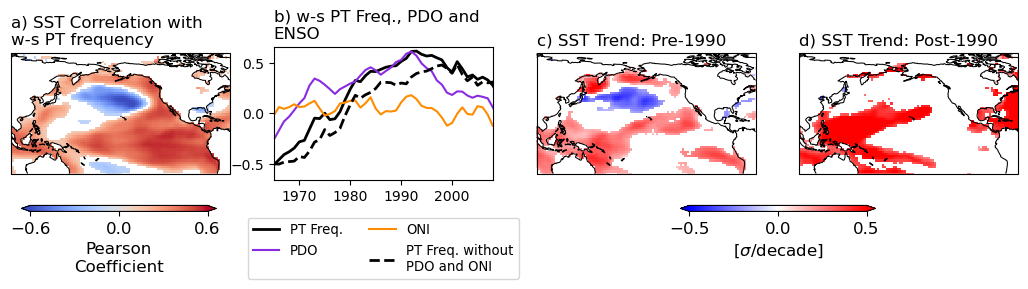 a) SST Correlation with
w-s PT frequency
b) w-s PT Freq., PDO and
ENSO
c) SST Trend: Pre-1990
d) SST Trend: Post-1990
0.5
0.0
−0.5
1970
1980
1990
2000
−0.6
0.0
0.6
Pearson
Coefficient
PT Freq.
PDO
ONI
PT Freq. without
PDO and ONI
−0.5
0.0
0.5
[σ/decade]